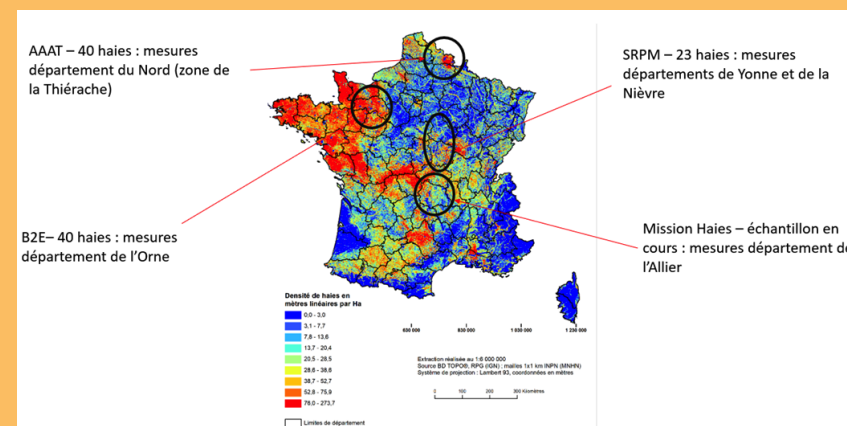 AAAT – 40 haies : mesures
département du Nord (zone de
la Thiérache)
SRPM – 23 haies : mesures
départements de Yonne et de la
Nièvre
B2E– 40 haies : mesures
département de l'Orne
Mission Haies – échantillon en
cours : mesures département de
l'Allier
Densité de haies en
mètres linéaires par Ha
0,0 - 3,0
3,1 - 7,7
7,8 - 13,6
13,7 - 20,4
20,5 - 28,5
28,6 - 38,6
38,7 - 52,7
52,8 - 75,9
76,0 - 273,7
Limites de département
600 000
900 000
1 200 000
Extraction réalisée au 1:6 000 000
Source BD TOPO®, RPG (IGN) ; mailles 1x1 km INPN (MNHN)
Système de projection : Lambert 93, coordonnées en mètres
0 100 200 300 Kilomètres